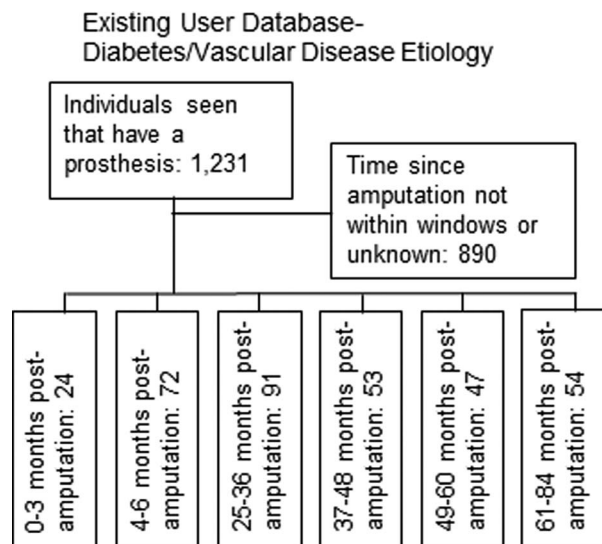 Existing User Database-
Diabetes/Vascular Disease Etiology
Individuals seen
that have a
prosthesis: 1,231
Time since
amputation not
within windows or
unknown: 890
0-3 months post-
amputation: 24
4-6 months post-
amputation: 72
25-36 months post-
amputation: 91
37-48 months post-
amputation: 53
49-60 months post-
amputation: 47
61-84 months post-
amputation: 54